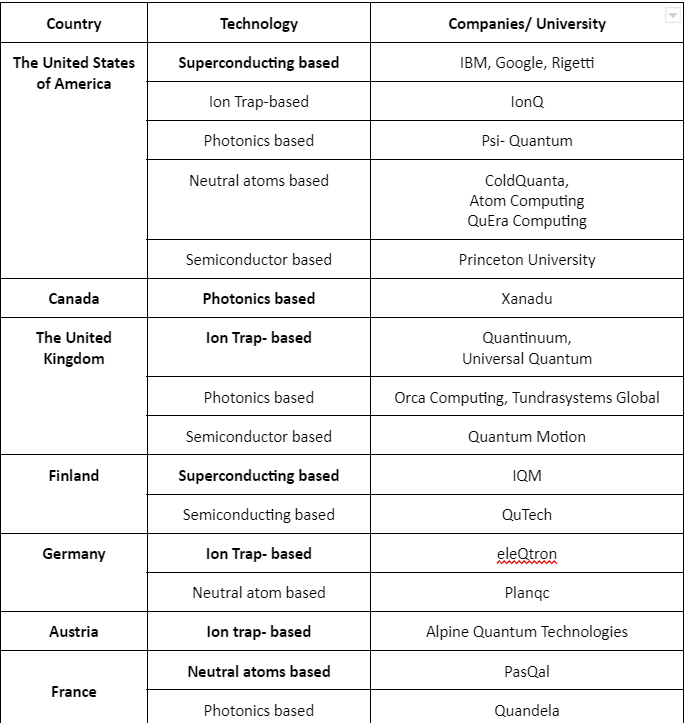 Country Technology Companies/ University
The United States Superconducting based IBM, Google, Rigetti
of America
Ion Trap-based IonQ
Photonics based Psi- Quantum
Neutral atoms based ColdQuanta,
Atom Computing
QuEra Computing
Semiconductor based Princeton University
Canada Photonics based Xanadu
The United Ion Trap- based Quantinuum,
Kingdom Universal Quantum
Photonics based Orca Computing, Tundrasystems Global
Semiconductor based Quantum Motion
Finland Superconducting based IQM
Semiconducting based QuTech
Germany Ion Trap- based eleQtron
Neutral atom based Planqc
Austria Ion trap- based Alpine Quantum Technologies
France Neutral atoms based PasQal
Photonics based Quandela